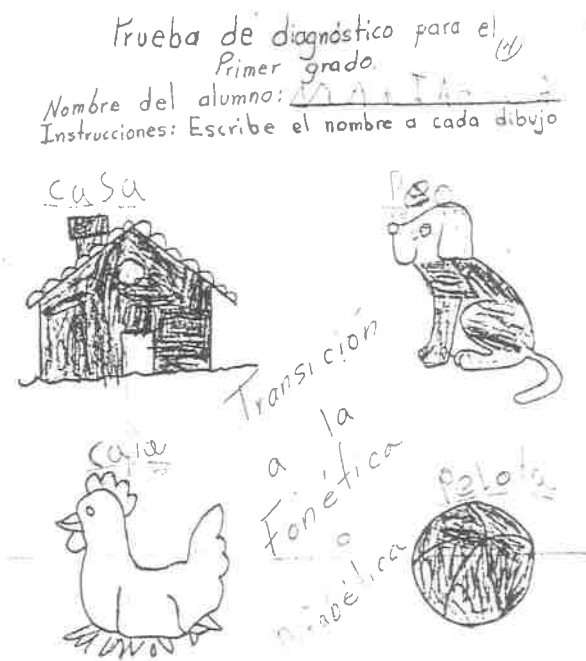 Prueba de diagnóstico para el
Primer grado.
Nombre del alumno:
Instrucciones: Escribe el nombre a cada dibujo
casa
Transición
a la
Fonética
o
Pelota